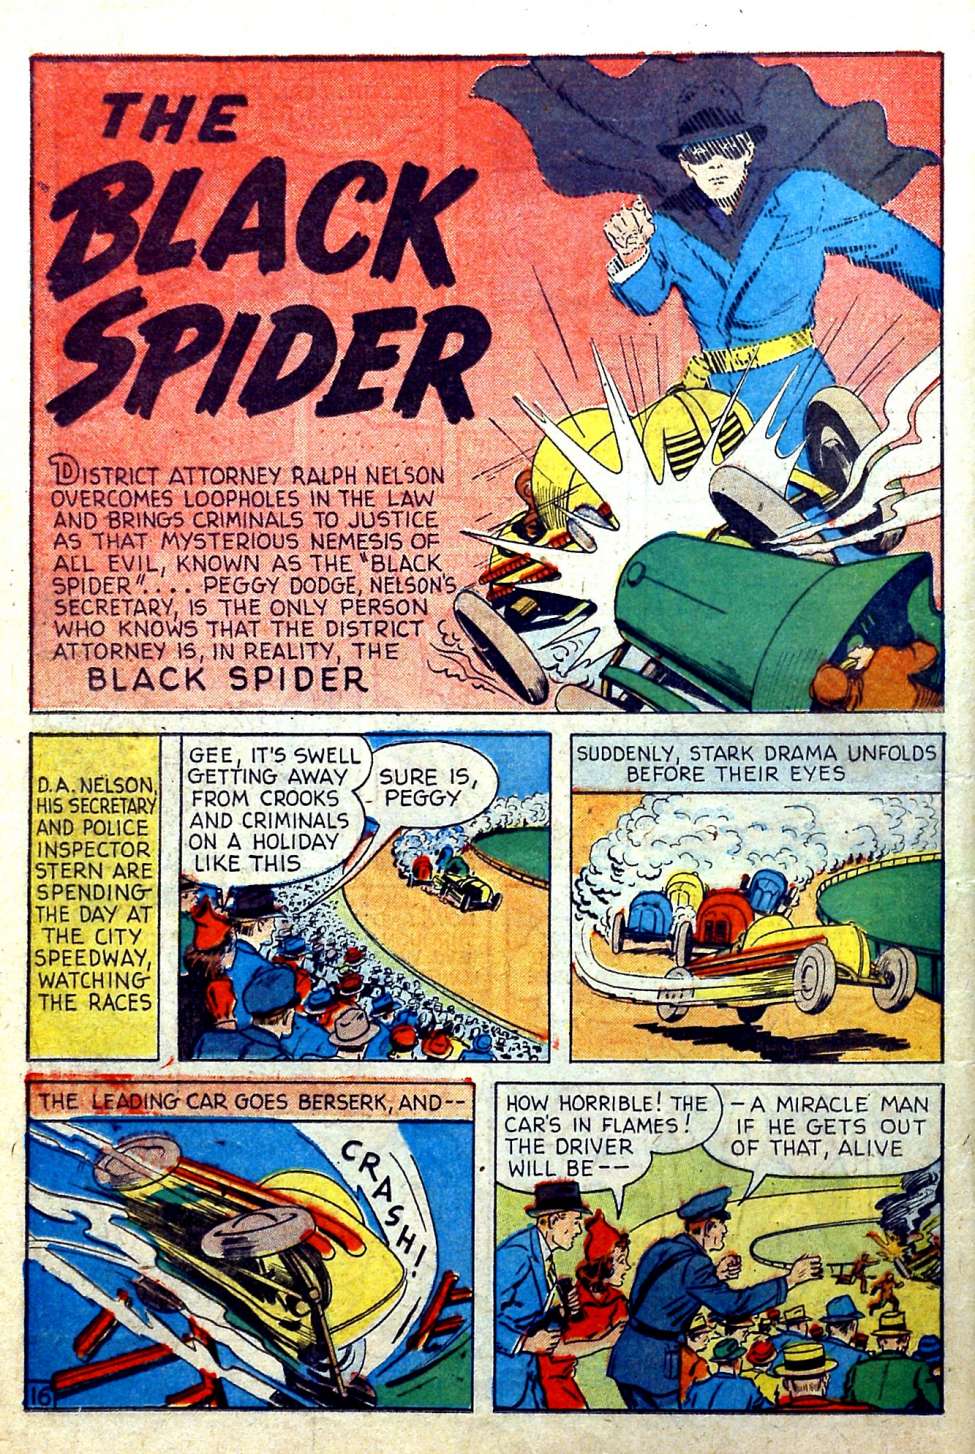 THE
BLACK
SPIDER
DISTRICT ATTORNEY RALPH NELSON
OVERCOMES LOOPHOLES IN THE LAW
AND BRINGS CRIMINALS TO JUSTICE
AS THAT MYSTERIOUS NEMESIS OF
ALL EVIL, KNOWN AS THE "BLACK
SPIDER".... PEGGY DODGE, NELSON'S
SECRETARY, IS THE ONLY PERSON
WHO KNOWS THAT THE DISTRICT
ATTORNEY IS, IN REALITY, THE
BLACK SPIDER
D.A. NELSON,
HIS SECRETARY
AND POLICE
INSPECTOR
STERN ARE
SPENDING
THE DAY AT
THE CITY
SPEEDWAY,
WATCHING
THE RACES
GEE, IT'S SWELL
GETTING AWAY
FROM CROOKS
AND CRIMINALS
ON A HOLIDAY
LIKE THIS
SURE IS,
PEGGY
SUDDENLY, STARK DRAMA UNFOLDS
BEFORE THEIR EYES
THE LEADING CAR GOES BERSERK, AND--
CRASH!
HOW HORRIBLE! THE
CAR'S IN FLAMES!
THE DRIVER
WILL BE--
-A MIRACLE MAN
IF HE GETS OUT
OF THAT, ALIVE
16